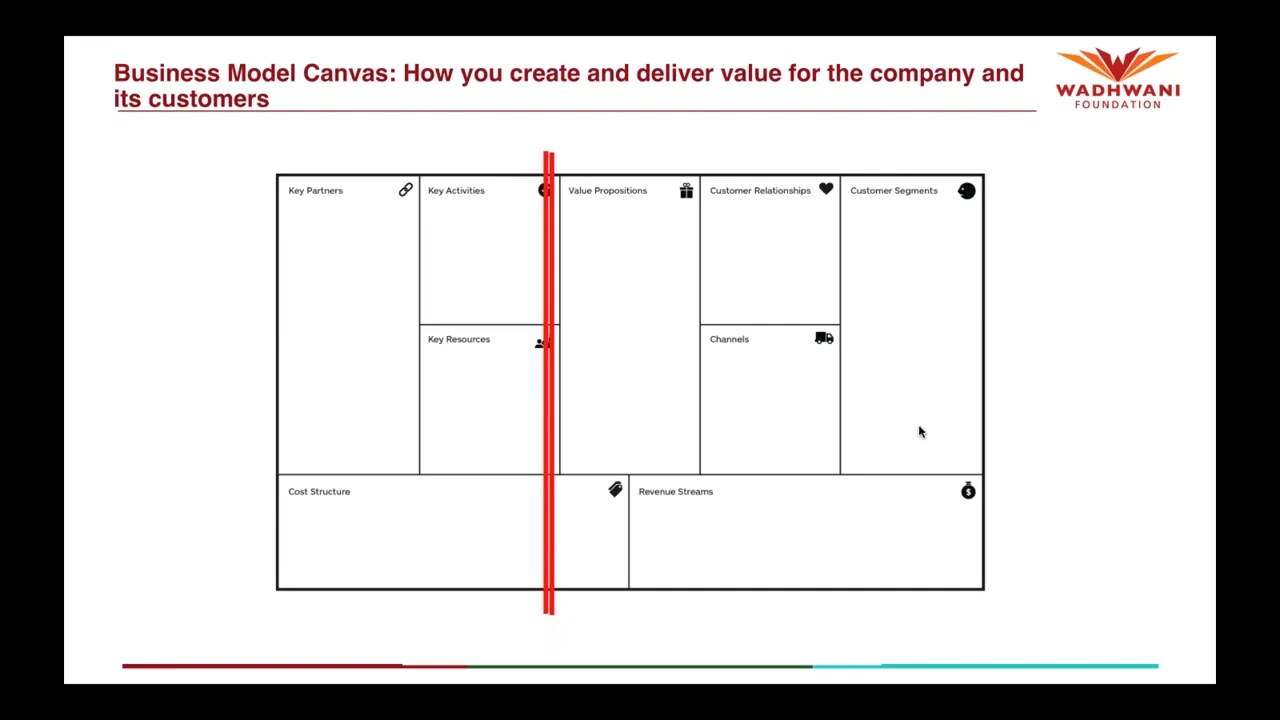 Business Model Canvas: How you create and deliver value for the company and
its customers
WADHWANI
FOUNDATION
Key Partners
Key Activities
Value Propositions
Customer Relationships
Customer Segments
Key Resources
Channels
Cost Structure
Revenue Streams
$